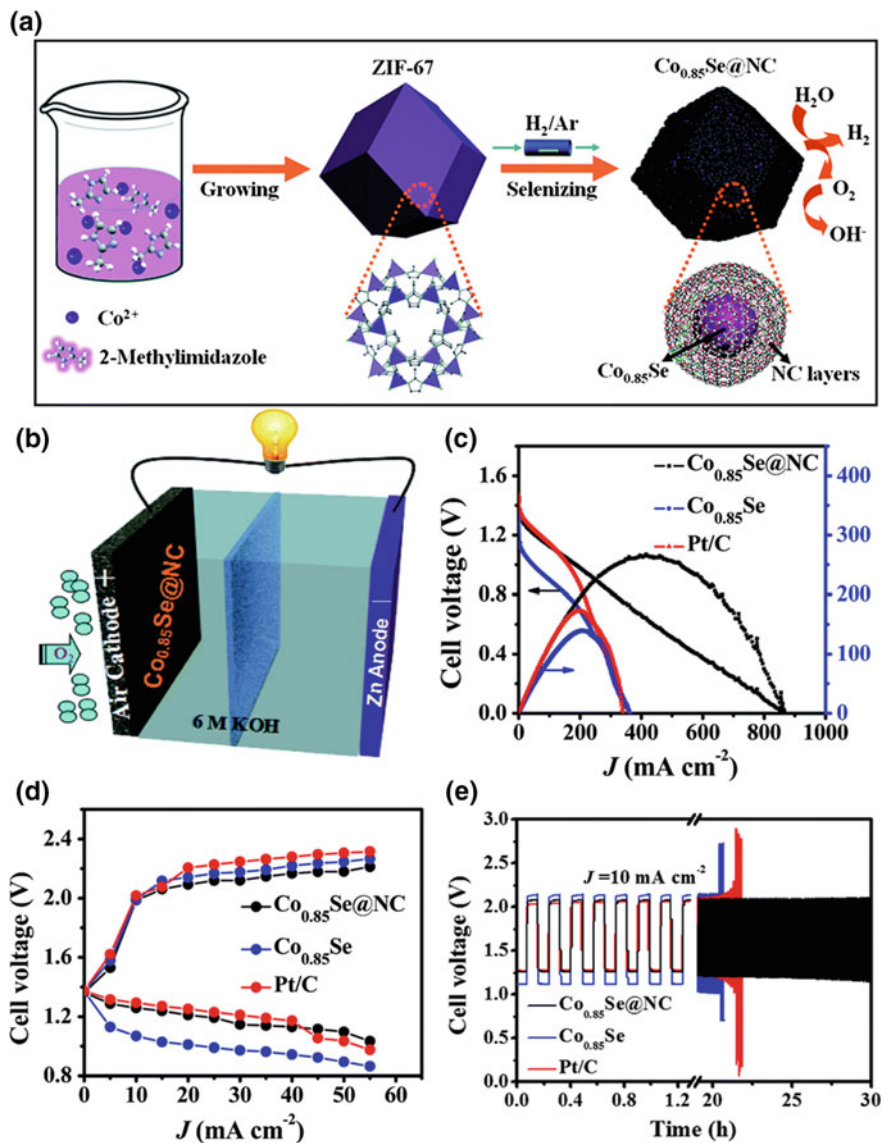 (a)
ZIF-67
Co₀.₈₅Se@NC
H₂O
H₂/Ar
H₂
Growing
Selenizing
O₂
OH⁻
Co²⁺
2-Methylimidazole
Co₀.₈₅Se
NC layers
(b)
Air Cathode +
Co₀.₈₅Se@NC
O₂
6 M KOH
Zn Anode —
(c)
1.6
1.2
0.8
0.4
0.0
Cell voltage (V)
Co₀.₈₅Se@NC
Co₀.₈₅Se
Pt/C
400
300
200
100
0
0 200 400 600 800 1000
J (mA cm⁻²)
(d)
2.4
2.0
1.6
1.2
0.8
Cell voltage (V)
Co₀.₈₅Se@NC
Co₀.₈₅Se
Pt/C
0 10 20 30 40 50 60
J (mA cm⁻²)
(e)
3.0
2.5
2.0
1.5
1.0
0.5
0.0
Cell voltage (V)
J =10 mA cm⁻²
Co₀.₈₅Se@NC
Co₀.₈₅Se
Pt/C
0.0 0.4 0.8 1.2 20 25 30
Time (h)